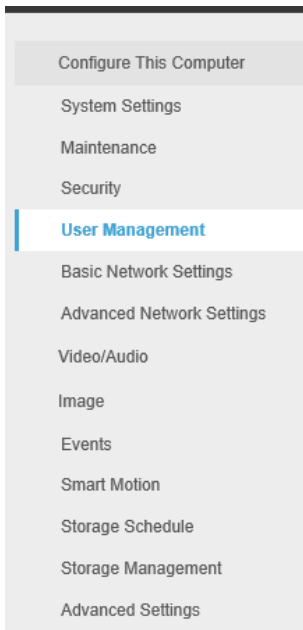 Configure This Computer
System Settings
Maintenance
Security
User Management
Basic Network Settings
Advanced Network Settings
Video/Audio
Image
Events
Smart Motion
Storage Schedule
Storage Management
Advanced Settings